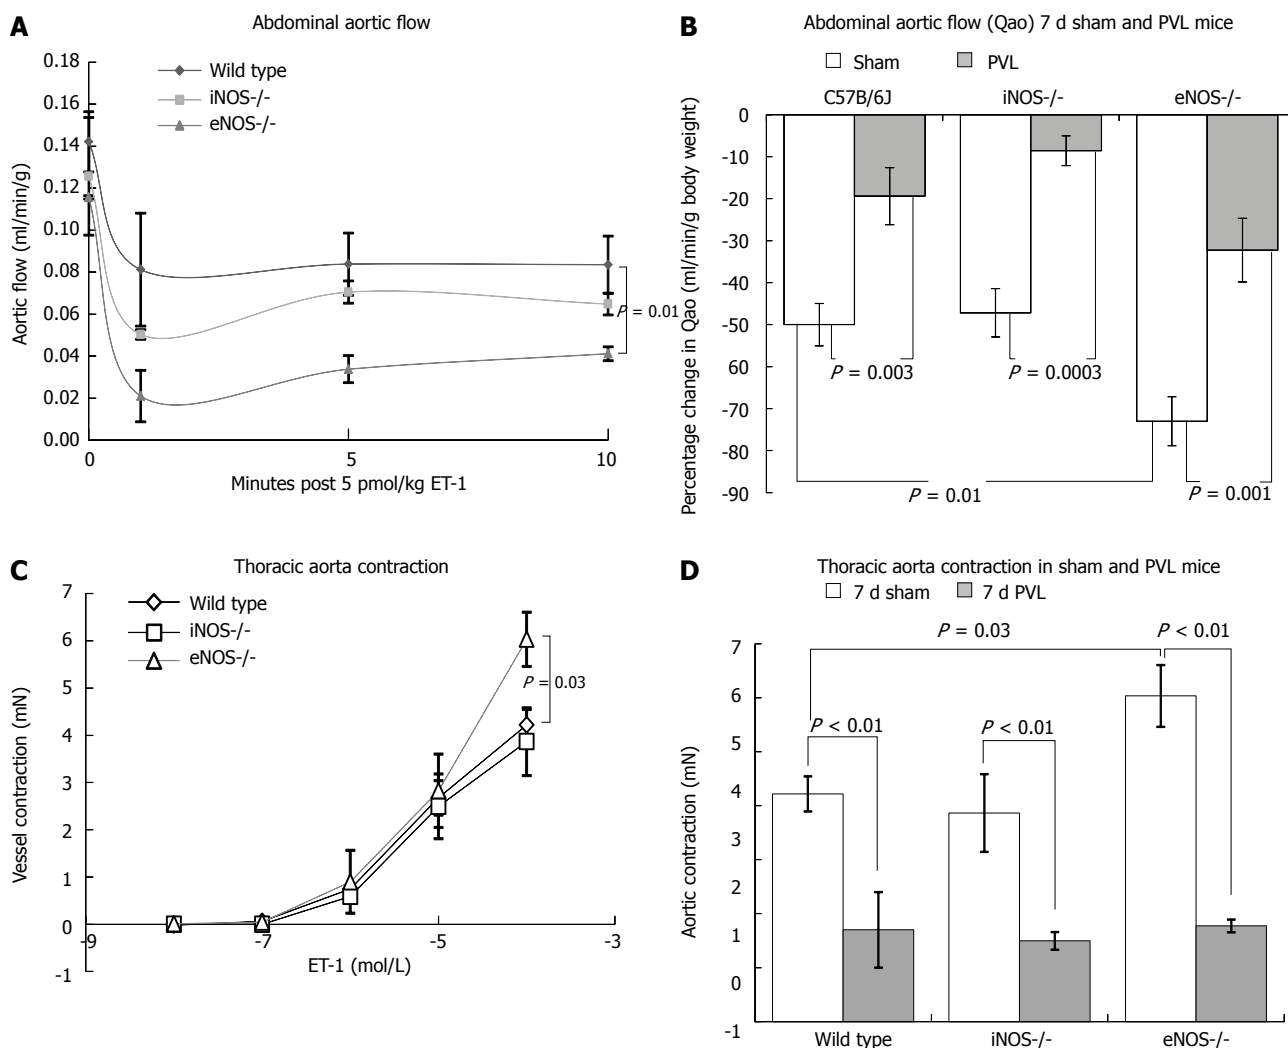 A
Abdominal aortic flow
Wild type
iNOS-/-
eNOS-/-
Aortic flow (ml/min/g)
0.18
0.16
0.14
0.12
0.10
0.08
0.06
0.04
0.02
0.00
P = 0.01
0 5 10
Minutes post 5 pmol/kg ET-1
B
Abdominal aortic flow (Qao) 7 d sham and PVL mice
Sham PVL
C57B/6J iNOS-/- eNOS-/-
Percentage change in Qao (ml/min/g body weight
0
-10
-20
-30
-40
-50
-60
-70
-80
-90
P = 0.003
P = 0.0003
P = 0.01
P = 0.001
C
Thoracic aorta contraction
Wild type
iNOS-/-
eNOS-/-
Vessel contraction (mN)
7
6
5
4
3
2
1
0
-1
P = 0.03
-9 -7 -5 -3
ET-1 (mol/L)
D
Thoracic aorta contraction in sham and PVL mice
7 d sham 7 d PVL
Aortic contraction (mN)
7
6
5
4
3
2
1
0
-1
P = 0.03
P < 0.01
P < 0.01
P < 0.01
Wild type iNOS-/- eNOS-/-